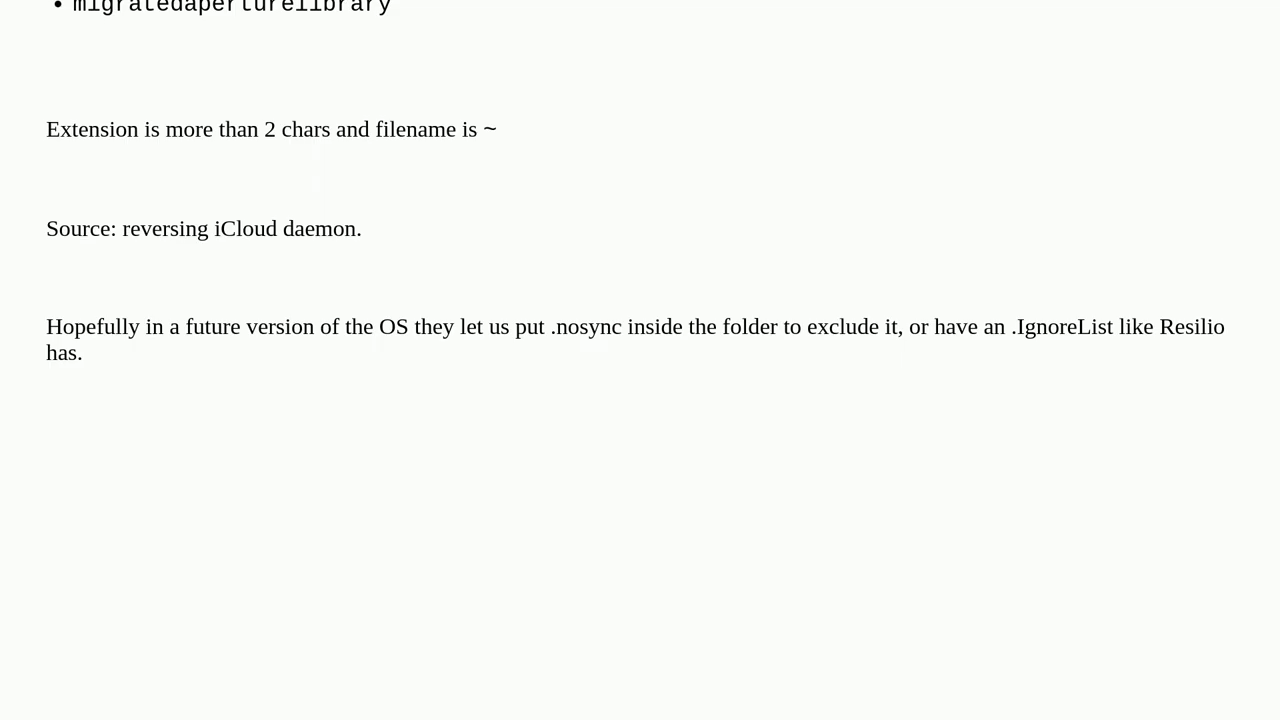 • migratedaperturelibrary
Extension is more than 2 chars and filename is ~
Source: reversing iCloud daemon.
Hopefully in a future version of the OS they let us put .nosync inside the folder to exclude it, or have an .IgnoreList like Resilio
has.